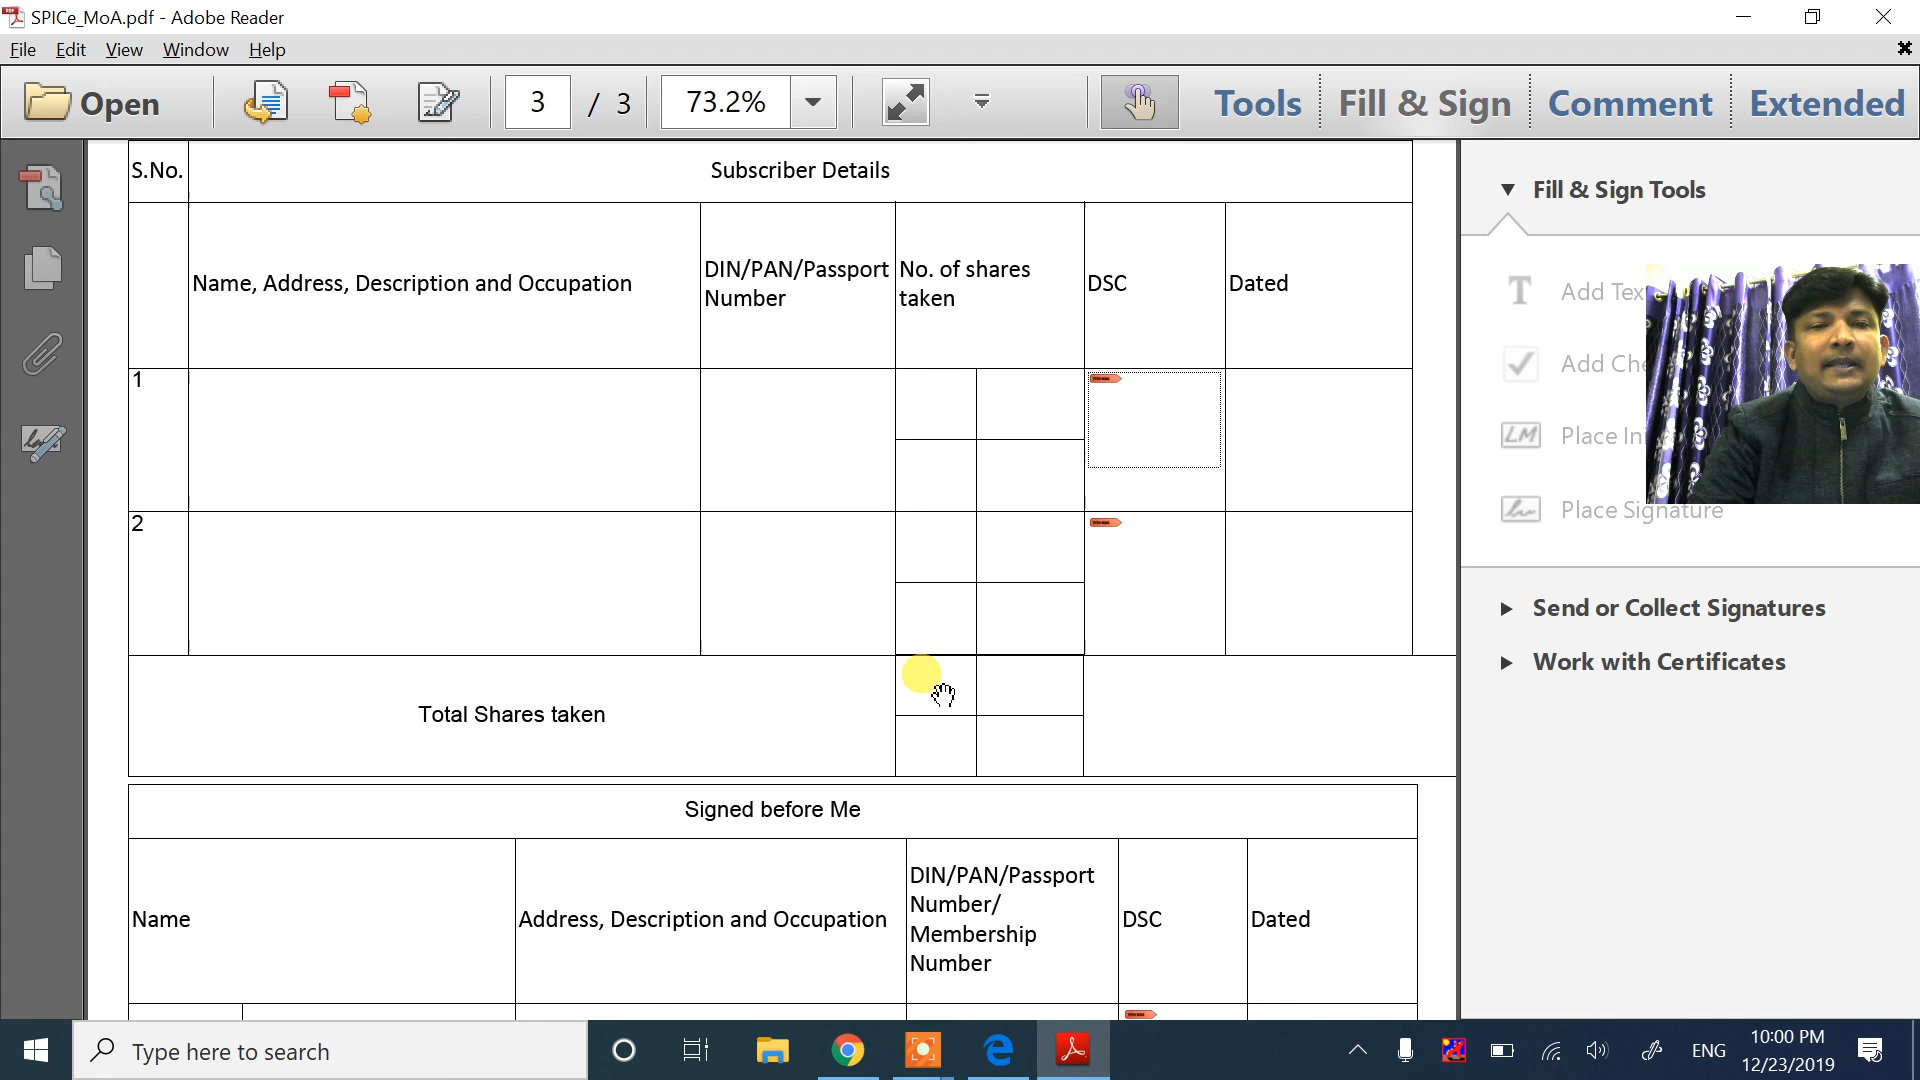 SPICe_MoA.pdf - Adobe Reader
File Edit View Window Help
Open 3 / 3 73.2% Tools Fill & Sign Comment Extended
S.No. Subscriber Details
Fill & Sign Tools
Name, Address, Description and Occupation
DIN/PAN/Passport
Number
No. of shares
taken
DSC
Dated
T Add Tex
Add Che
LM Place Ini
Place Signature
1
2
Send or Collect Signatures
Work with Certificates
Total Shares taken
Signed before Me
Name
Address, Description and Occupation
DIN/PAN/Passport
Number/
Membership
Number
DSC
Dated
Type here to search
ENG
10:00 PM
12/23/2019